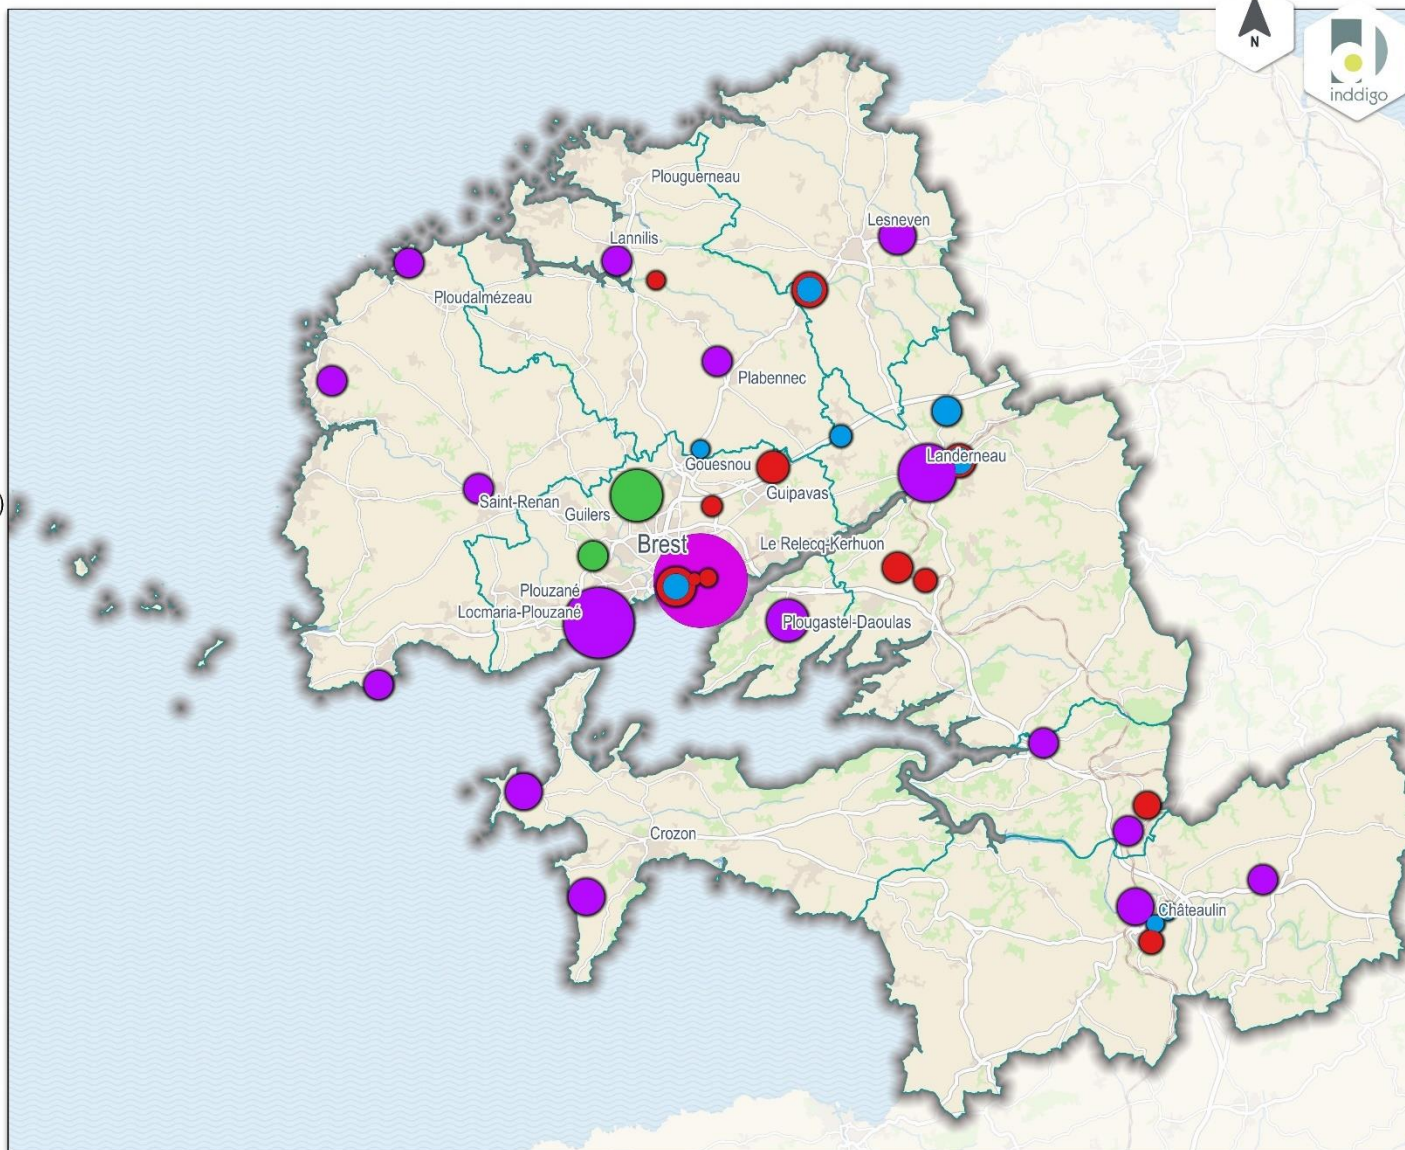 N
inddigo
Plouguerneau
Lesneven
Lannilis
Ploudalmézeau
Plabennec
Landerneau
Gouesnou
Guipavas
Saint-Renan
Guilers
Brest
Le Relecq-Kerhuon
Plouzané
Locmaria-Plouzané
Plougastel-Daoulas
Crozon
Châteaulin
)